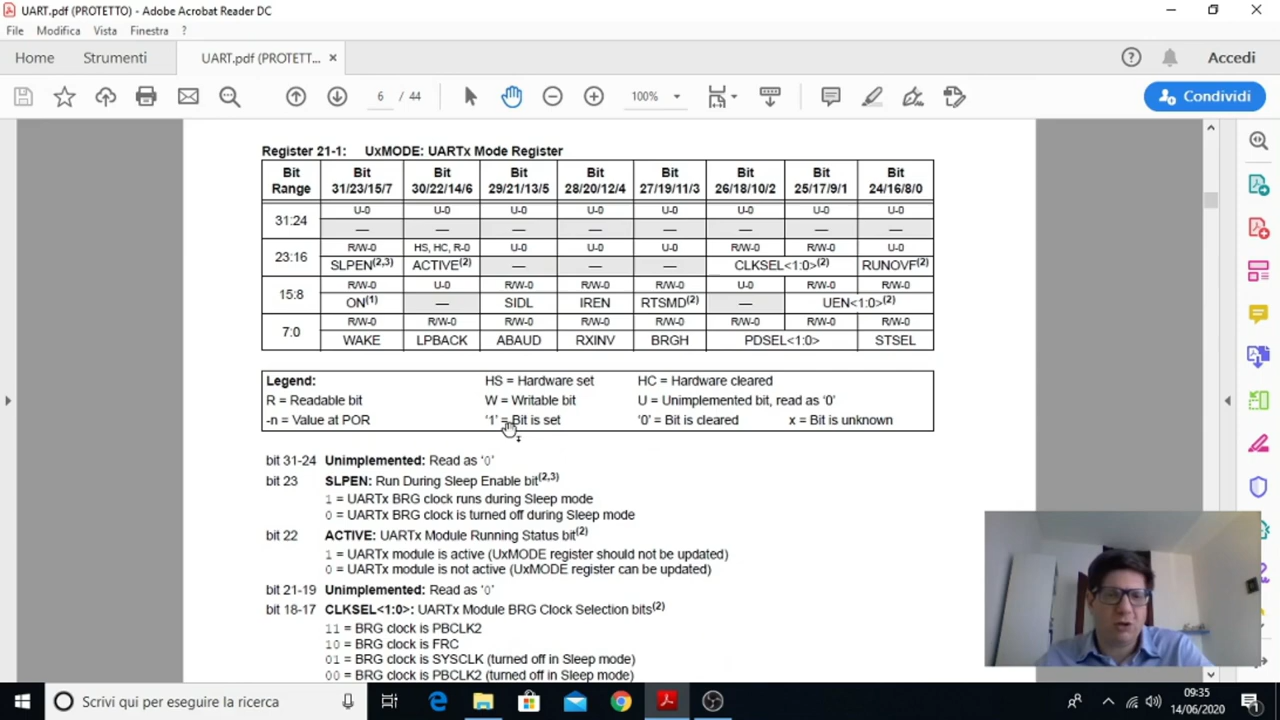 UART.pdf (PROTETTO) - Adobe Acrobat Reader DC
File Modifica Vista Finestra ?
Home Strumenti UART.pdf (PROTETT... × Accedi
6 / 44 100% Condividi
Register 21-1: UxMODE: UARTx Mode Register
Bit Range Bit 31/23/15/7 Bit 30/22/14/6 Bit 29/21/13/5 Bit 28/20/12/4 Bit 27/19/11/3 Bit 26/18/10/2 Bit 25/17/9/1 Bit 24/16/8/0
31:24 U-0 U-0 U-0 U-0 U-0 U-0 U-0 U-0
— — — — — — — —
23:16 R/W-0 HS, HC, R-0 U-0 U-0 U-0 R/W-0 R/W-0 U-0
SLPEN(2,3) ACTIVE(2) — — — CLKSEL<1:0>(2) RUNOVF(2)
15:8 R/W-0 U-0 R/W-0 R/W-0 R/W-0 U-0 R/W-0 R/W-0
ON(1) — SIDL IREN RTSMD(2) — UEN<1:0>(2)
7:0 R/W-0 R/W-0 R/W-0 R/W-0 R/W-0 R/W-0 R/W-0 R/W-0
WAKE LPBACK ABAUD RXINV BRGH PDSEL<1:0> STSEL
Legend: HS = Hardware set HC = Hardware cleared
R = Readable bit W = Writable bit U = Unimplemented bit, read as ‘0’
-n = Value at POR ‘1’ = Bit is set ‘0’ = Bit is cleared x = Bit is unknown
bit 31-24 Unimplemented: Read as ‘0’
bit 23 SLPEN: Run During Sleep Enable bit(2,3)
1 = UARTx BRG clock runs during Sleep mode
0 = UARTx BRG clock is turned off during Sleep mode
bit 22 ACTIVE: UARTx Module Running Status bit(2)
1 = UARTx module is active (UxMODE register should not be updated)
0 = UARTx module is not active (UxMODE register can be updated)
bit 21-19 Unimplemented: Read as ‘0’
bit 18-17 CLKSEL<1:0>: UARTx Module BRG Clock Selection bits(2)
11 = BRG clock is PBCLK2
10 = BRG clock is FRC
01 = BRG clock is SYSCLK (turned off in Sleep mode)
00 = BRG clock is PBCLK2 (turned off in Sleep mode)
Scrivi qui per eseguire la ricerca
09:35
14/06/2020
1